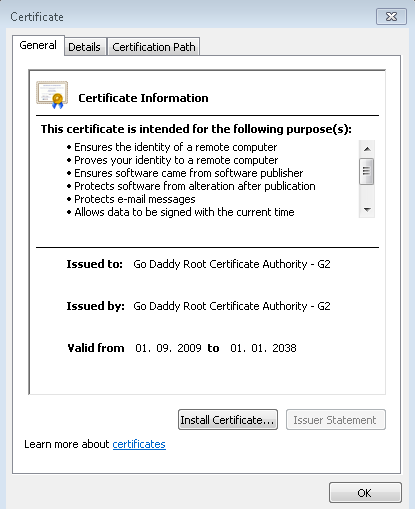 Certificate
General Details Certification Path
Certificate Information
This certificate is intended for the following purpose(s):
• Ensures the identity of a remote computer
• Proves your identity to a remote computer
• Ensures software came from software publisher
• Protects software from alteration after publication
• Protects e-mail messages
• Allows data to be signed with the current time
Issued to: Go Daddy Root Certificate Authority - G2
Issued by: Go Daddy Root Certificate Authority - G2
Valid from 01. 09. 2009 to 01. 01. 2038
Install Certificate... Issuer Statement
Learn more about certificates
OK